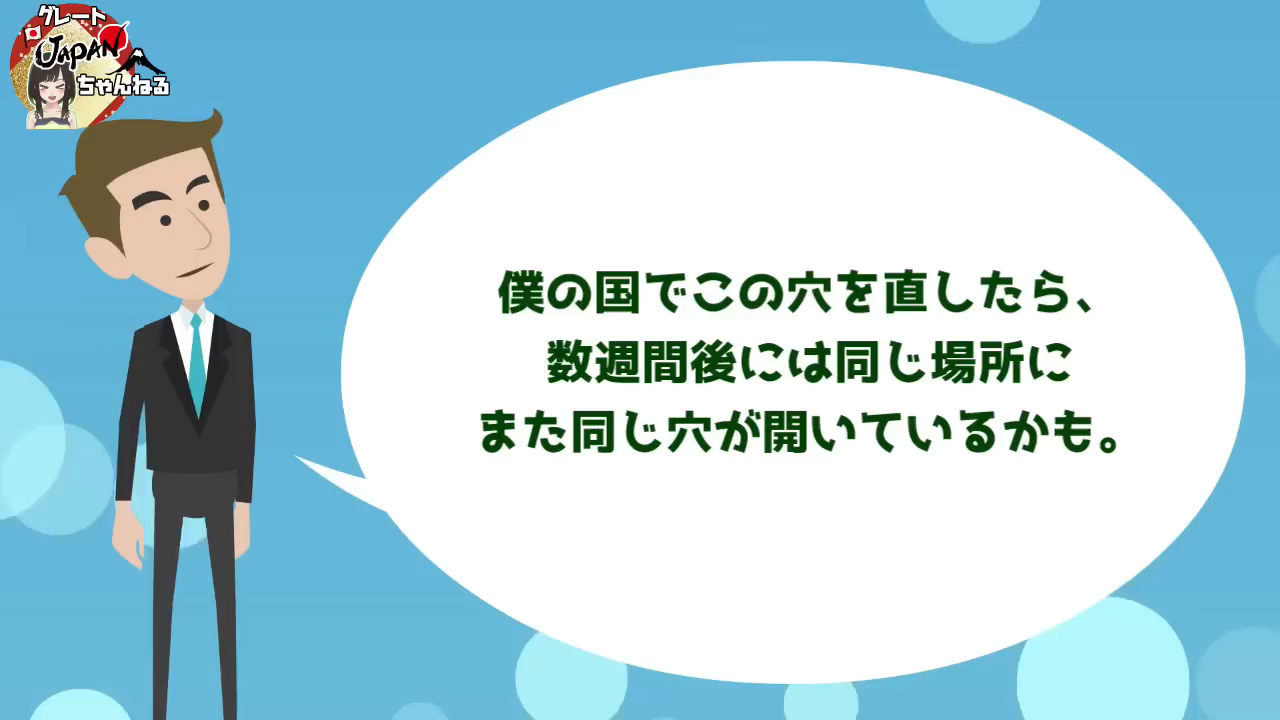 グレート
JAPAN
ちゃんねる
僕の国でこの穴を直したら、
数週間後には同じ場所に
また同じ穴が開いているかも。